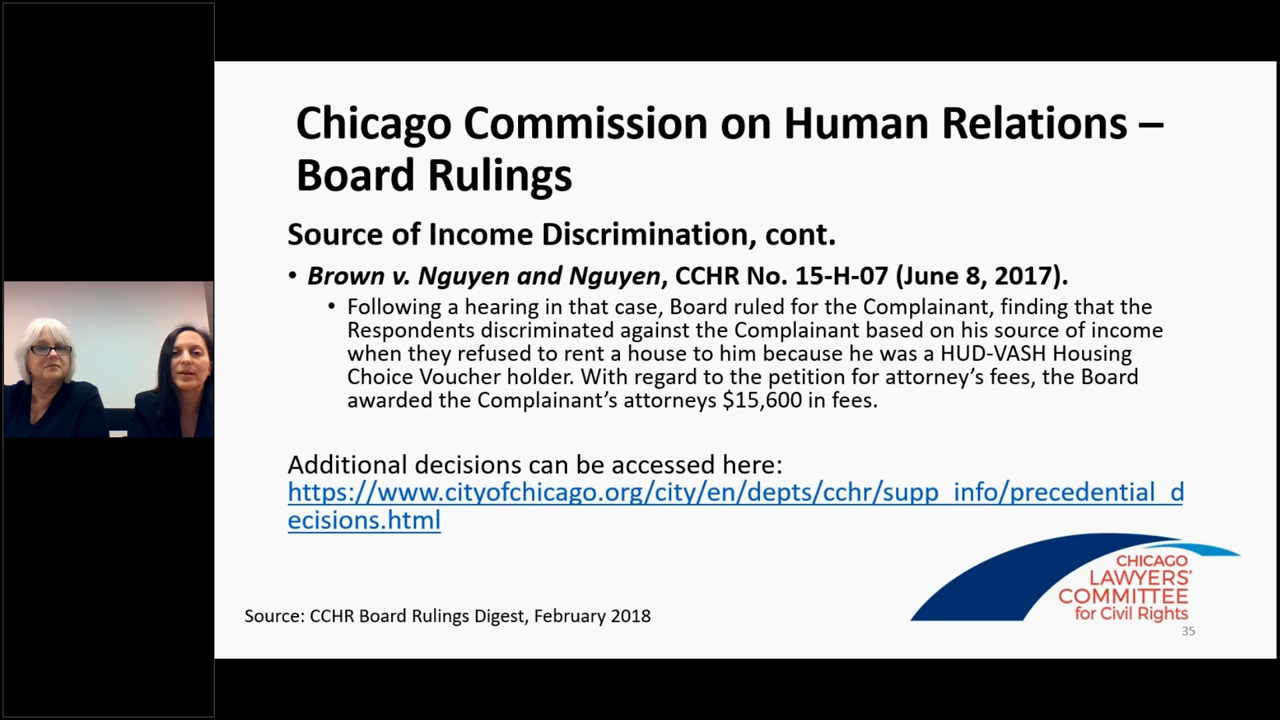 Chicago Commission on Human Relations –
Board Rulings
Source of Income Discrimination, cont.
• Brown v. Nguyen and Nguyen, CCHR No. 15-H-07 (June 8, 2017).
• Following a hearing in that case, Board ruled for the Complainant, finding that the
Respondents discriminated against the Complainant based on his source of income
when they refused to rent a house to him because he was a HUD-VASH Housing
Choice Voucher holder. With regard to the petition for attorney’s fees, the Board
awarded the Complainant’s attorneys $15,600 in fees.
Additional decisions can be accessed here:
https://www.cityofchicago.org/city/en/depts/cchr/supp_info/precedential_d
ecisions.html
CHICAGO
LAWYERS’
COMMITTEE
for Civil Rights
Source: CCHR Board Rulings Digest, February 2018
35